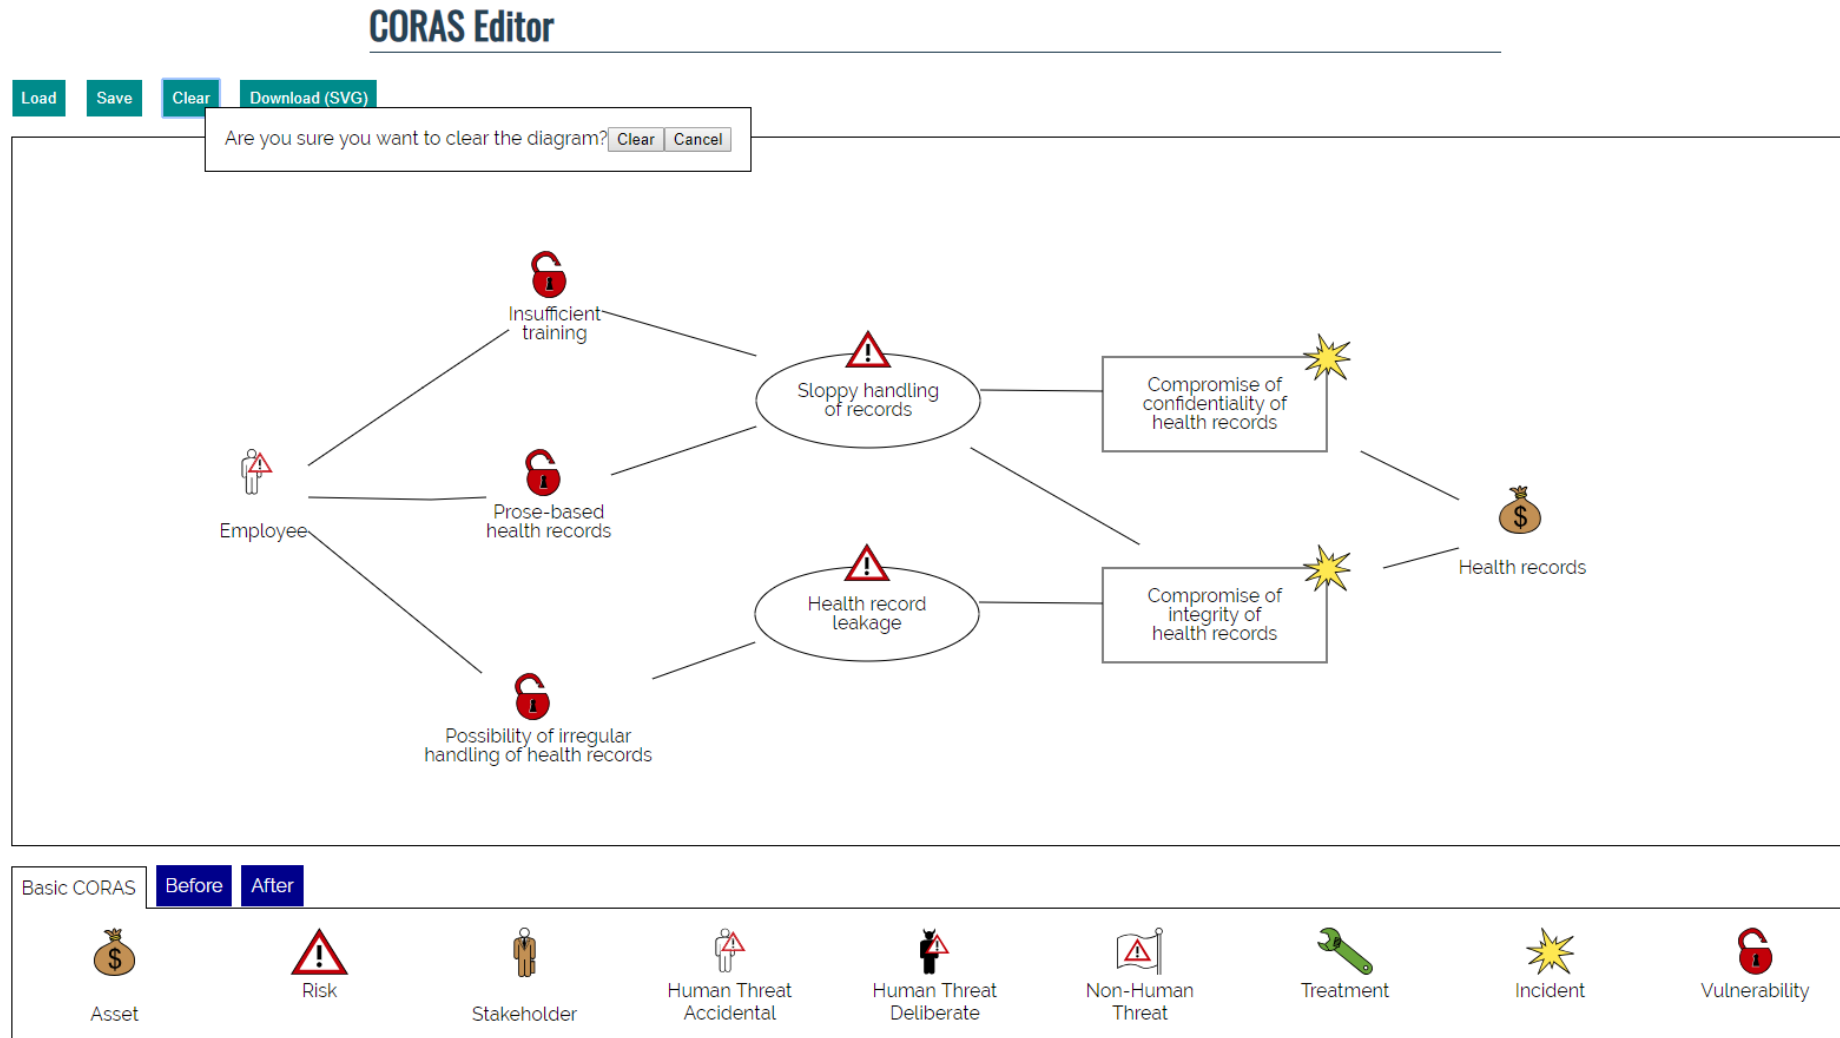 CORAS Editor
Load Save Clear Download (SVG)
Are you sure you want to clear the diagram? Clear Cancel
Insufficient
training
Sloppy handling
of records
Compromise of
confidentiality of
health records
Employee
Prose-based
health records
Health records
Health record
leakage
Compromise of
integrity of
health records
Possibility of irregular
handling of health records
Basic CORAS Before After
Asset
Risk
Stakeholder
Human Threat
Accidental
Human Threat
Deliberate
Non-Human
Threat
Treatment
Incident
Vulnerability